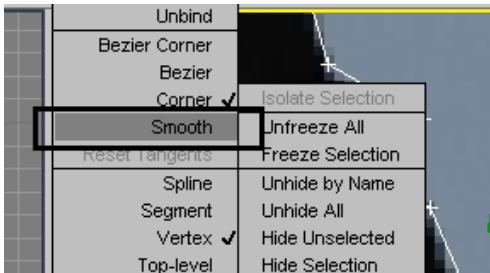 Unbind
Bezier Corner
Bezier
Corner
Smooth
Reset Tangents
Spline
Segment
Vertex
Top-level
Isolate Selection
Unfreeze All
Freeze Selection
Unhide by Name
Unhide All
Hide Unselected
Hide Selection